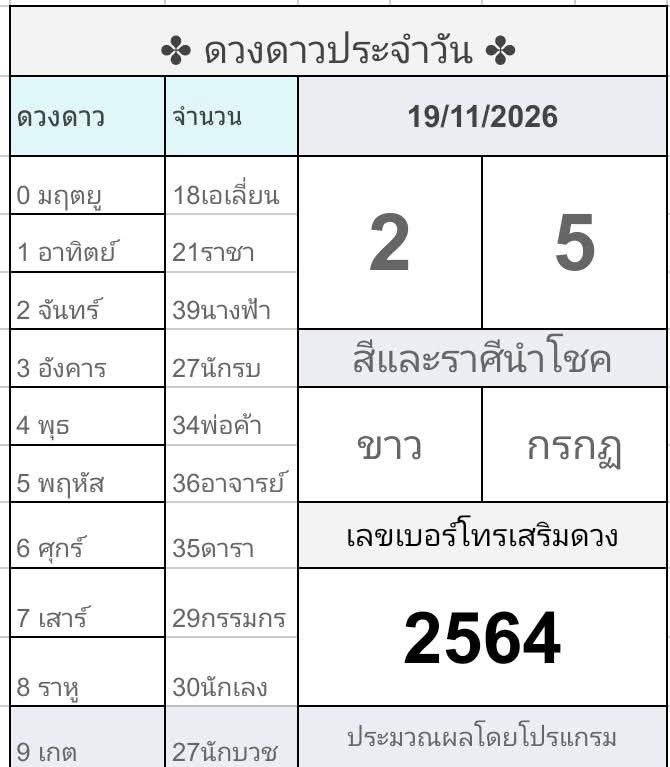 ✤ ดวงดาวประจำวัน ✤
ดวงดาว จำนวน 19/11/2026
0 มฤตยู 18เอเลี่ยน
1 อาทิตย์ 21ราชา
2 จันทร์ 39นางฟ้า
2 5
3 อังคาร 27นักรบ
สีและราศีนำโชค
4 พุธ 34พ่อค้า
ขาว กรกฏ
5 พฤหัส 36อาจารย์
6 ศุกร์ 35ดารา
เลขเบอร์โทรเสริมดวง
7 เสาร์ 29กรรมกร
2564
8 ราหู 30นักเลง
9 เกต 27นักบวช
ประมวณผลโดยโปรแกรม